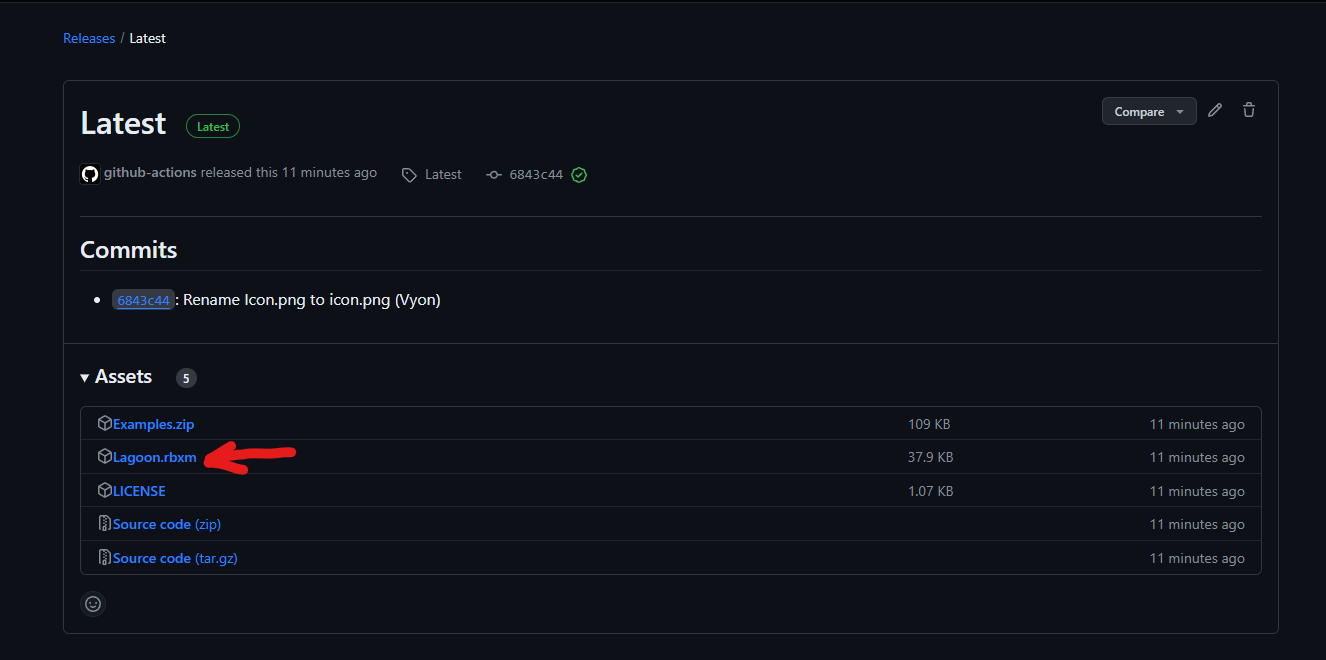 Releases / Latest
Latest Latest
Compare
github-actions released this 11 minutes ago Latest 6843c44
Commits
6843c44: Rename Icon.png to icon.png (Vyon)
Assets 5
Examples.zip 109 KB 11 minutes ago
Lagoon.rbxm 37.9 KB 11 minutes ago
LICENSE 1.07 KB 11 minutes ago
Source code (zip) 11 minutes ago
Source code (tar.gz) 11 minutes ago